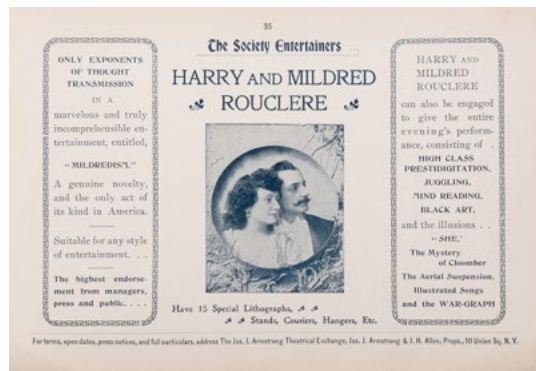 35
The Society Entertainers
HARRY AND MILDRED
ROUCLERE
ONLY EXPONENTS
OF THOUGHT
TRANSMISSION
IN A
marvelous and truly
incomprehensible en-
tertainment, entitled,
"MILDREDISM."
A genuine novelty,
and the only act of
its kind in America.
Suitable for any style
of entertainment. . .
The highest endorse-
ment from managers,
press and public. . . .
Have 15 Special Lithographs,
Stands, Couriers, Hangers, Etc.
HARRY AND
MILDRED
ROUCLERE
can also be engaged
to give the entire
evening's perform-
ance, consisting of .
HIGH CLASS
PRESTIDIGITATION,
JUGGLING,
MIND READING,
BLACK ART,
and the illusions . .
"SHE,"
The Mystery
of Cloomber
The Aerial Suspension,
Illustrated Songs
and the WAR-GRAPH
For terms, open dates, press notices, and full particulars, address The Jas. J. Armstrong Theatrical Exchange, Jas. J. Armstrong & J. H. Allen, Props., 10 Union Sq. N. Y.